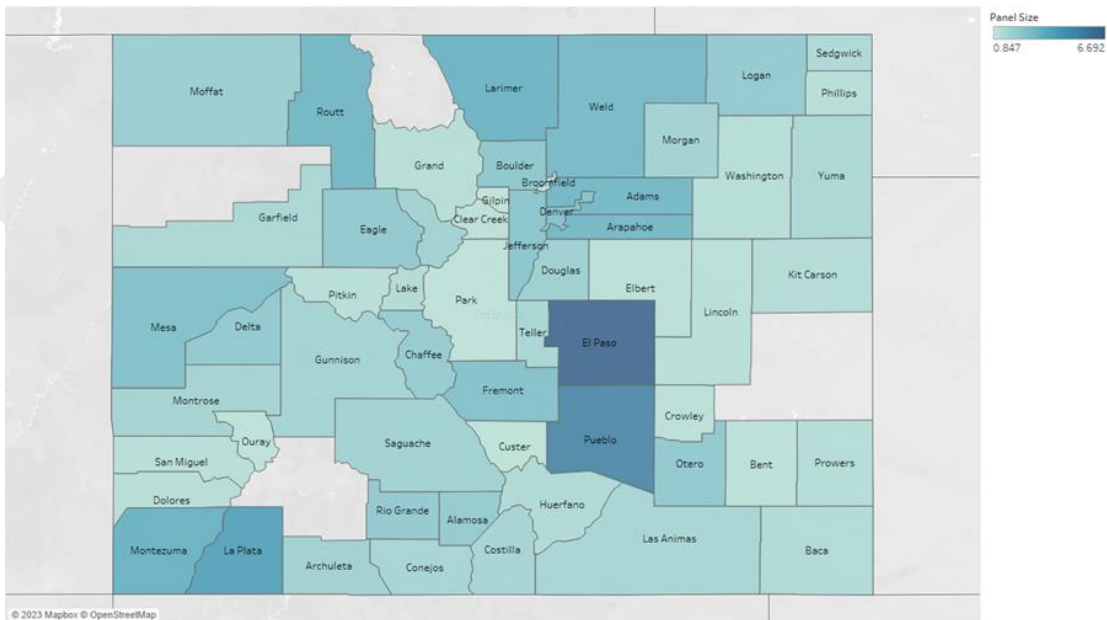 Panel Size
0.847 6.692
Sedgwick
Moffat
Routt
Larimer
Weld
Logan
Phillips
Morgan
Grand
Boulder
Washington
Yuma
Broomfield
Gilpin
Adams
Garfield
Clear Creek
Denver
Eagle
Arapahoe
Jefferson
Douglas
Kit Carson
Pitkin
Lake
Elbert
Park
Colorado
Lincoln
Mesa
Delta
Teller
El Paso
Chaffee
Gunnison
Fremont
Montrose
Crowley
Ouray
Saguache
Custer
Pueblo
San Miguel
Otero
Bent
Prowers
Dolores
Huerfano
Rio Grande
Alamosa
Las Animas
Montezuma
La Plata
Costilla
Baca
Archuleta
Conejos
© 2023 Mapbox © OpenStreetMap